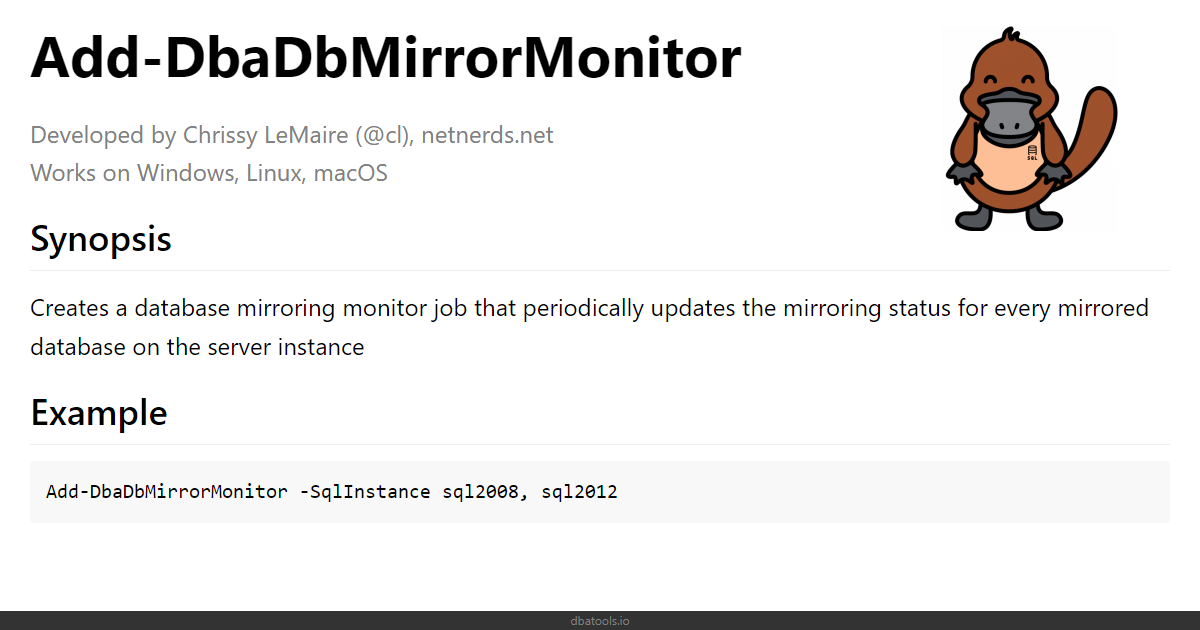 Add-DbaDbMirrorMonitor
Developed by Chrissy LeMaire (@cl), netnerds.net
Works on Windows, Linux, macOS
SQL
Synopsis
Creates a database mirroring monitor job that periodically updates the mirroring status for every mirrored
database on the server instance
Example
Add-DbaDbMirrorMonitor -SqlInstance sql2008, sql2012
dbatools.io